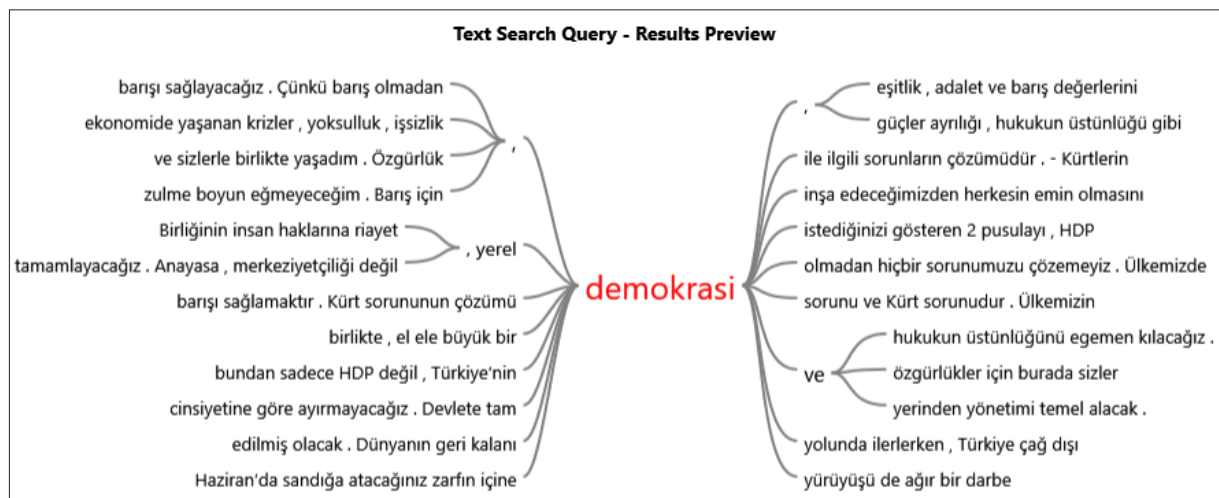 Text Search Query - Results Preview
barışı sağlayacağız . Çünkü barış olmadan
ekonomide yaşanan krizler , yoksulluk , işsizlik
ve sizlerle birlikte yaşadım . Özgürlük
zulme boyun eğmeyeceğim . Barış için
,
Birliğinin insan haklarına riayet
tamamlayacağız . Anayasa , merkeziyetçiliği değil
, yerel
barışı sağlamaktır . Kürt sorununun çözümü
birlikte , el ele büyük bir
bundan sadece HDP değil , Türkiye'nin
cinsiyetine göre ayırmayacağız . Devlete tam
edilmiş olacak . Dünyanın geri kalanı
Haziran'da sandığa atacağınız zarfın içine
demokrasi
,
eşitlik , adalet ve barış değerlerini
güçler ayrılığı , hukukun üstünlüğü gibi
ile ilgili sorunların çözümüdür . - Kürtlerin
inşa edeceğimizden herkesin emin olmasını
istediğinizi gösteren 2 pusulayı , HDP
olmadan hiçbir sorunumuzu çözemeyiz . Ülkemizde
sorunu ve Kürt sorunudur . Ülkemizin
ve
hukukun üstünlüğünü egemen kılacağız .
özgürlükler için burada sizler
yerinden yönetimi temel alacak .
yolunda ilerlerken , Türkiye çağ dışı
yürüyüşü de ağır bir darbe